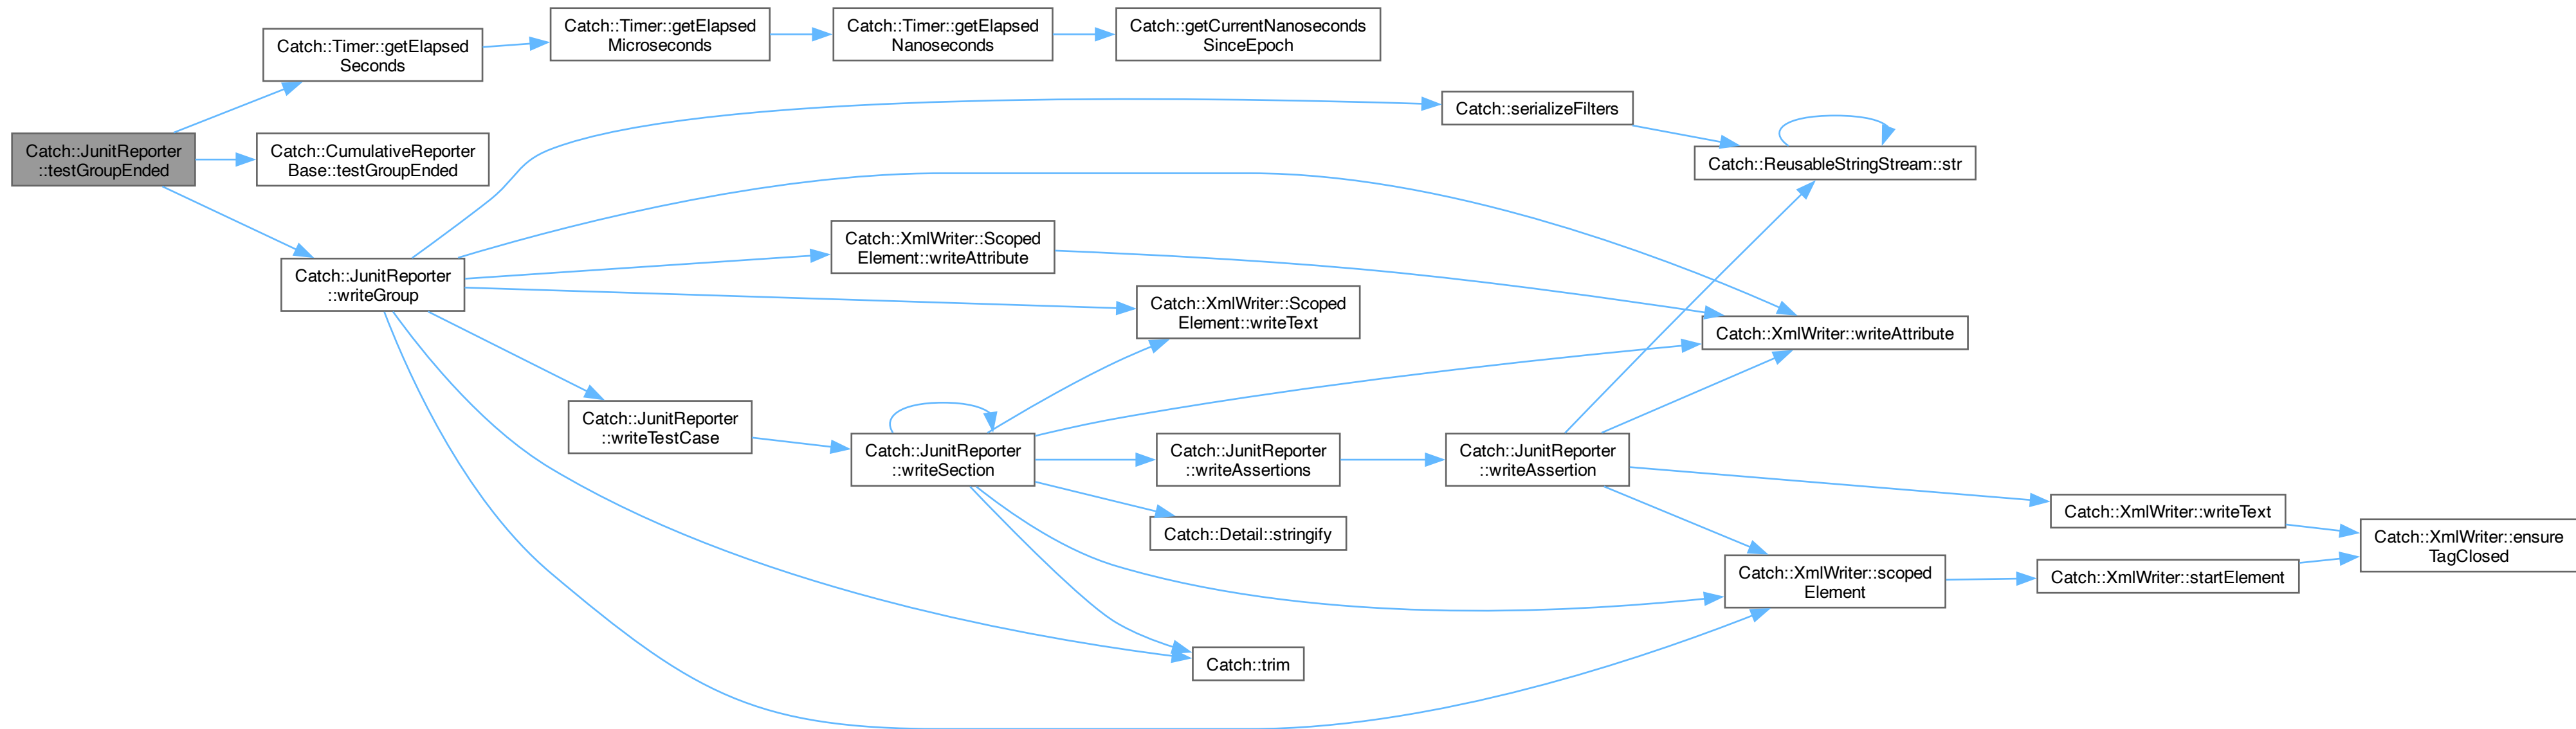 Catch::JunitReporter
::testGroupEnded
Catch::Timer::getElapsed
Seconds
Catch::Timer::getElapsed
Microseconds
Catch::Timer::getElapsed
Nanoseconds
Catch::getCurrentNanoseconds
SinceEpoch
Catch::CumulativeReporter
Base::testGroupEnded
Catch::JunitReporter
::writeGroup
Catch::serializeFilters
Catch::ReusableStringStream::str
Catch::XmlWriter::Scoped
Element::writeAttribute
Catch::XmlWriter::Scoped
Element::writeText
Catch::XmlWriter::writeAttribute
Catch::JunitReporter
::writeTestCase
Catch::JunitReporter
::writeSection
Catch::JunitReporter
::writeAssertions
Catch::JunitReporter
::writeAssertion
Catch::Detail::stringify
Catch::XmlWriter::writeText
Catch::XmlWriter::ensure
TagClosed
Catch::XmlWriter::scoped
Element
Catch::XmlWriter::startElement
Catch::trim